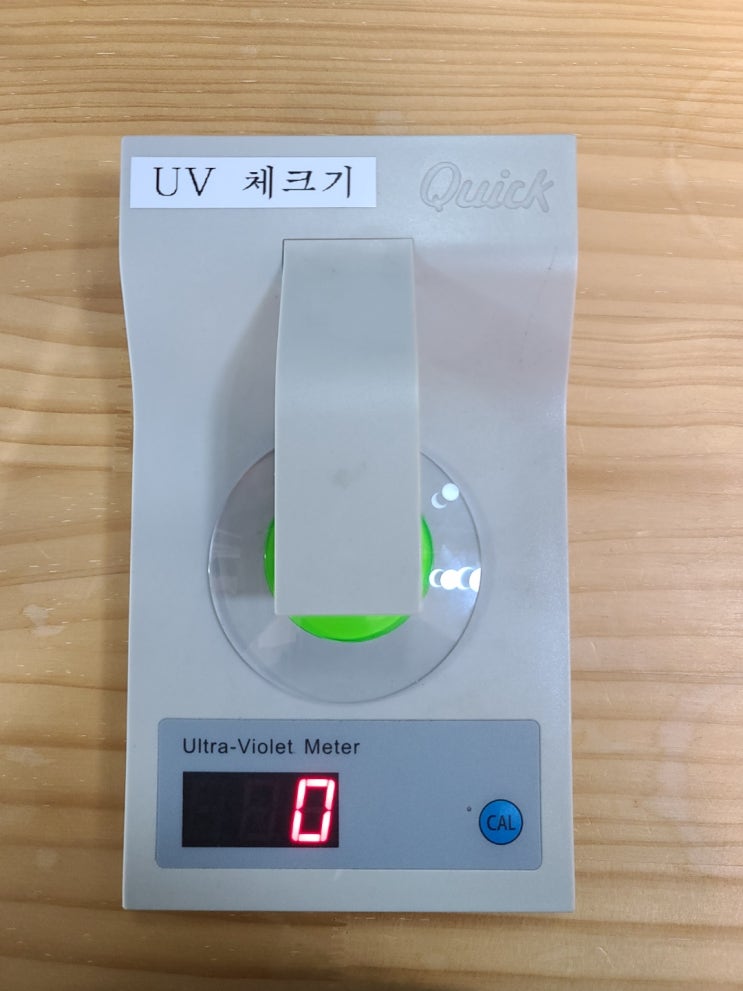 UV 체크기
Quick
Ultra-Violet Meter
0
CAL